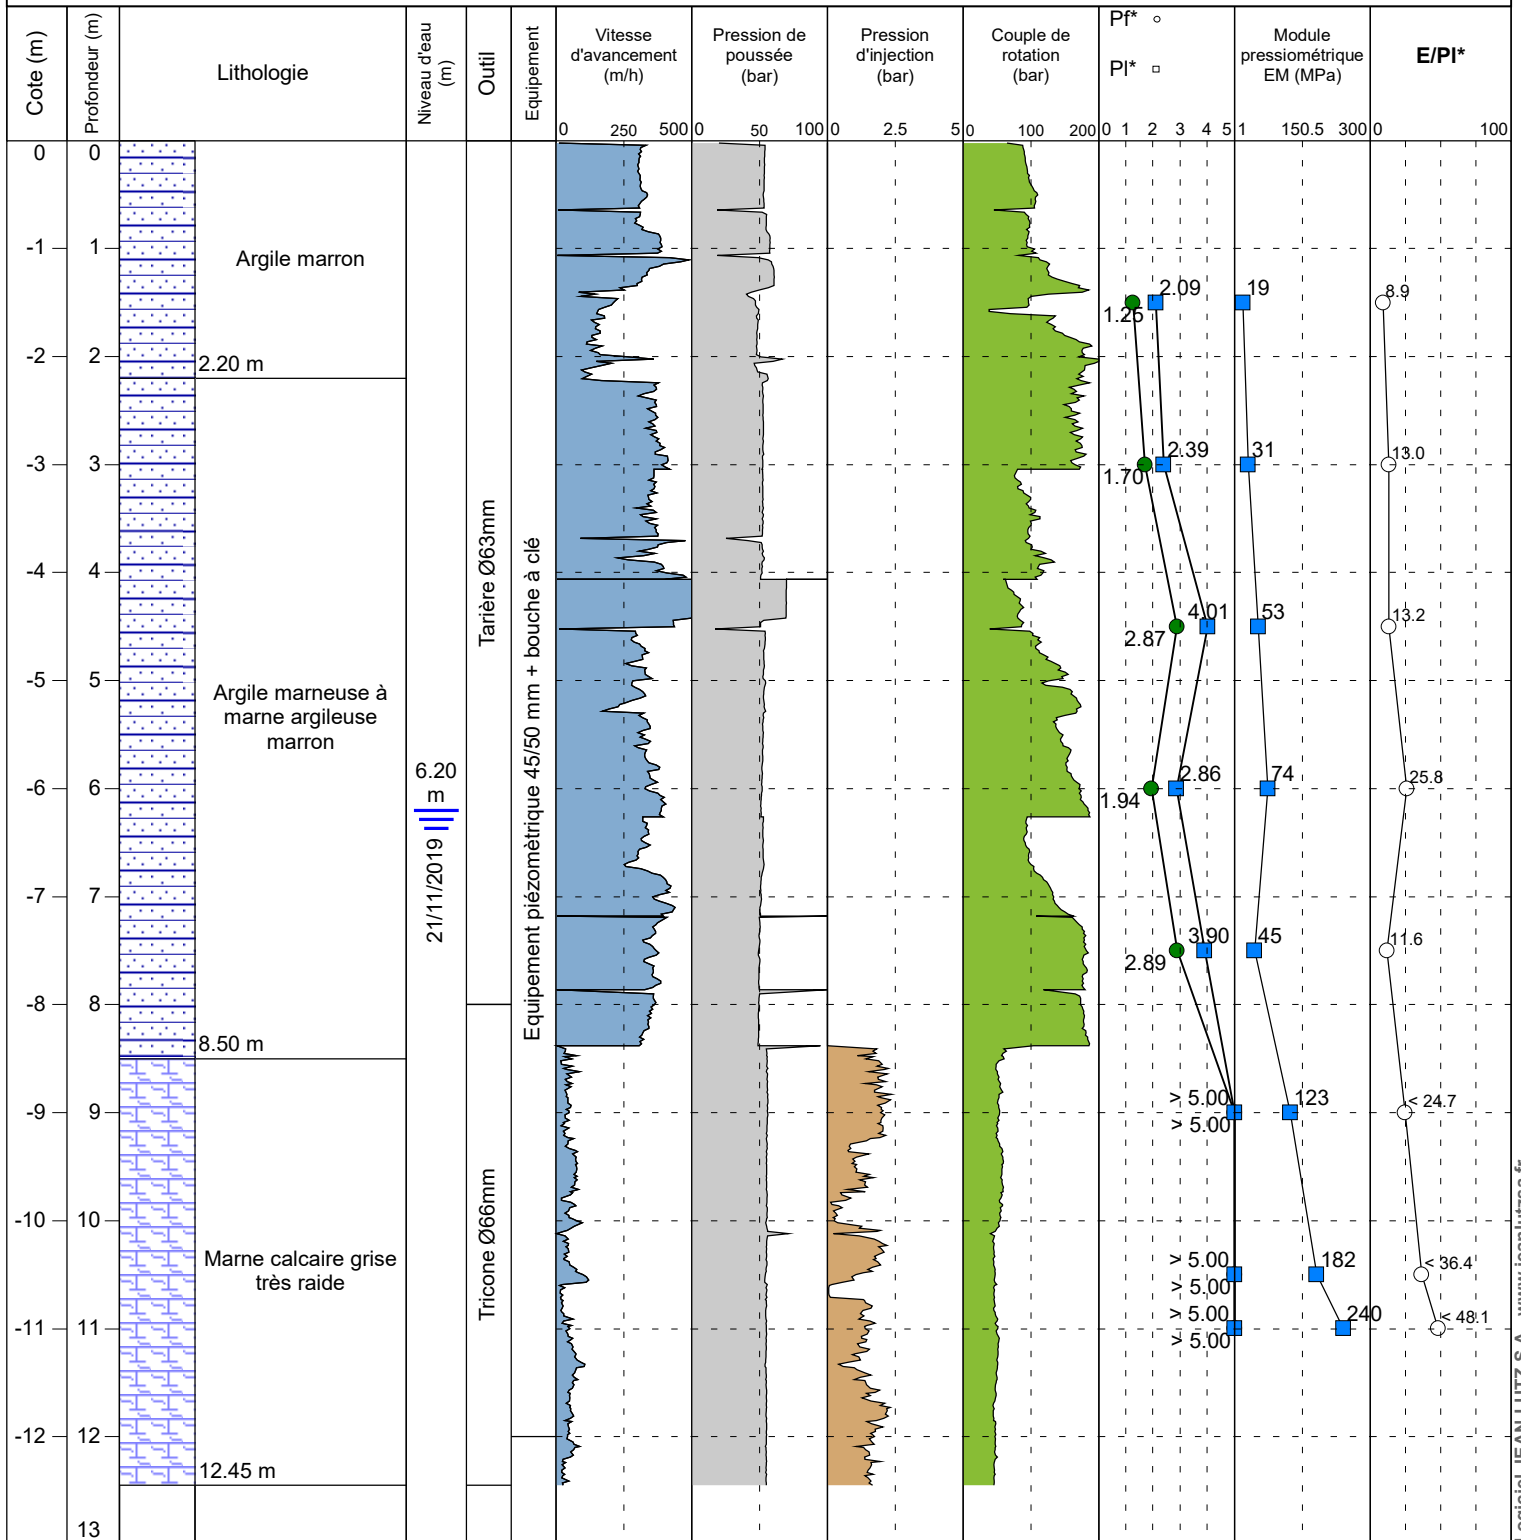 Cote (m)
Profondeur (m)
Lithologie
Niveau d'eau
(m)
Outil
Equipement
Vitesse
d'avancement
(m/h)
Pression de
poussée
(bar)
Pression
d'injection
(bar)
Couple de
rotation
(bar)
Pf*
Pl*
Module
pressiométrique
EM (MPa)
E/Pl*
0 250 500
0 50 100
0 2.5 5
0 100 200
0 1 2 3 4 5
1 150.5 300
0 100
0 0
-1 1
-2 2
-3 3
-4 4
-5 5
-6 6
-7 7
-8 8
-9 9
-10 10
-11 11
-12 12
13
Argile marron
2.20 m
Argile marneuse à
marne argileuse
marron
8.50 m
Marne calcaire grise
très raide
12.45 m
6.20
m
21/11/2019
Tarière Ø63mm
Tricone Ø66mm
Equipement piézométrique 45/50 mm + bouche à clé
1.25 2.09 19 8.9
1.70 2.39 31 13.0
2.87 4.01 53 13.2
1.94 2.86 74 25.8
2.89 3.90 45 11.6
> 5.00 123 < 24.7
> 5.00
> 5.00 182 < 36.4
> 5.00
> 5.00 240 < 48.1
> 5.00
JEAN LUTZ S.A - www.jeanlutzsa.fr